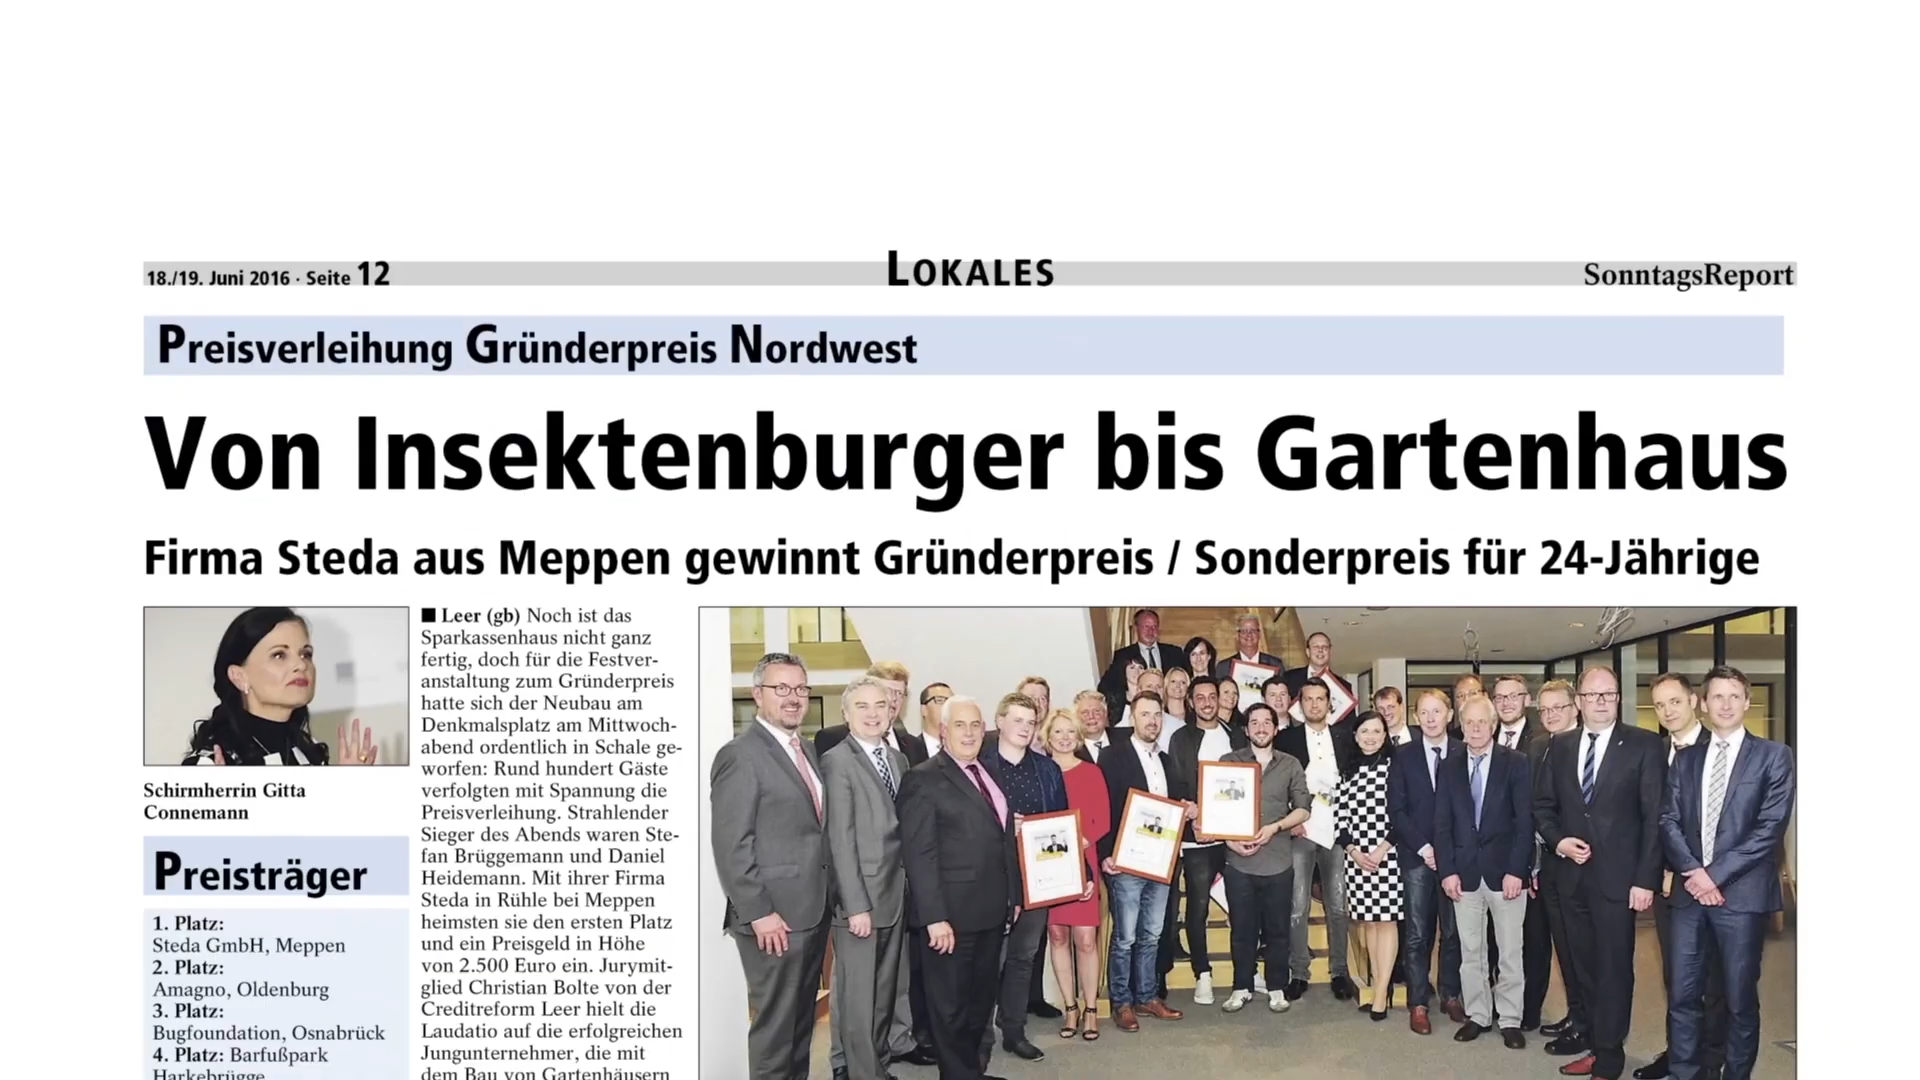 18./19. Juni 2016 · Seite 12
LOKALES
SonntagsReport
Preisverleihung Gründerpreis Nordwest
Von Insektenburger bis Gartenhaus
Firma Steda aus Meppen gewinnt Gründerpreis / Sonderpreis für 24-Jährige
Schirmherrin Gitta
Connemann
Preisträger
1. Platz:
Steda GmbH, Meppen
2. Platz:
Amagno, Oldenburg
3. Platz:
Bugfoundation, Osnabrück
4. Platz: Barfußpark
Harkebrügge
■ Leer (gb) Noch ist das
Sparkassenhaus nicht ganz
fertig, doch für die Festver-
anstaltung zum Gründerpreis
hatte sich der Neubau am
Denkmalsplatz am Mittwoch-
abend ordentlich in Schale ge-
worfen: Rund hundert Gäste
verfolgten mit Spannung die
Preisverleihung. Strahlender
Sieger des Abends waren Ste-
fan Brüggemann und Daniel
Heidemann. Mit ihrer Firma
Steda in Rühle bei Meppen
heimsten sie den ersten Platz
und ein Preisgeld in Höhe
von 2.500 Euro ein. Jurymit-
glied Christian Bolte von der
Creditreform Leer hielt die
Laudatio auf die erfolgreichen
Jungunternehmer, die mit
dem Bau von Gartenhäusern